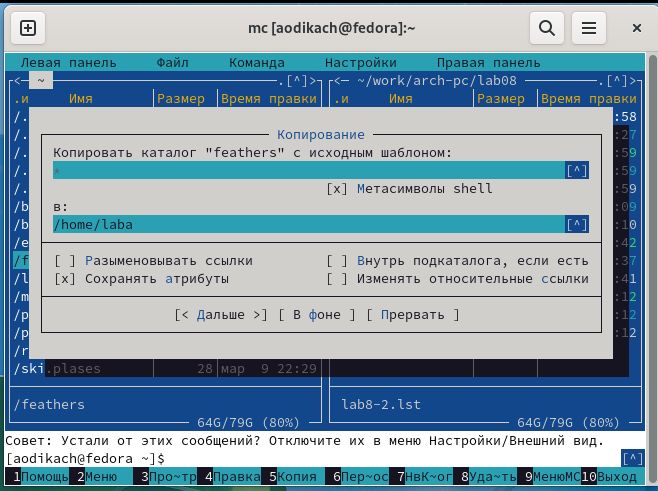 mc [aodikach@fedora]:~
Левая панель Файл Команда Настройки Правая панель
<─ ~ .[^]> <─ ~/work/arch-pc/lab08 .[^]>
.и Имя Размер Время правки .и Имя Размер Время правки
/. :58
Копирование
/. :27
Копировать каталог "feathers" с исходным шаблоном:
/. :59
* [^]
/. :59
[x] Метасимволы shell
/. :59
в:
/b :09
/home/laba [^]
/b :10
/e :42
[ ] Разыменовывать ссылки [ ] Внутрь подкаталога, если есть
/f :37
[x] Сохранять атрибуты [ ] Изменять относительные ссылки
/l :41
/m :12
[< Дальше >] [ В фоне ] [ Прервать ]
/p :12
/p :12
/r
/ski.plases 28 мар 9 22:29
/feathers lab8-2.lst
64G/79G (80%) 64G/79G (80%)
Совет: Устали от этих сообщений? Отключите их в меню Настройки/Внешний вид.
[aodikach@fedora ~]$ [^]
1Помощь 2Меню 3Про~тр 4Правка 5Копия 6Пер~ос 7НвК~ог 8Уда~ть 9МенюMC 10Выход